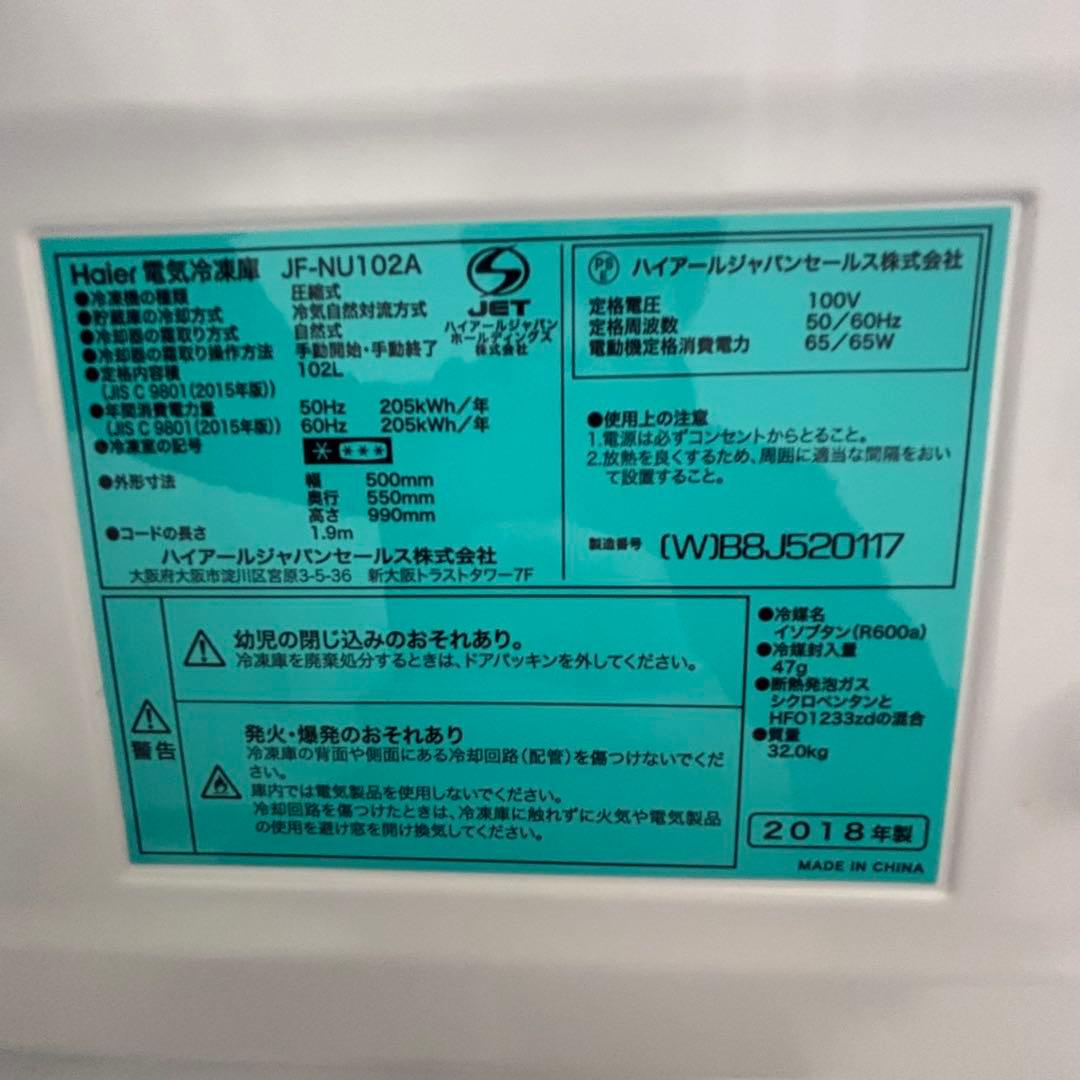 Haier 電気冷凍庫 JF-NU102A
●冷凍機の種類 圧縮式
●貯蔵庫の冷却方式 冷気自然対流方式
●冷却器の霜取り方式 自然式
●冷却器の霜取り操作方法 手動開始・手動終了
●定格内容積 102L
(JIS C 9801(2015年版))
●年間消費電力量 50Hz 205kWh/年
(JIS C 9801(2015年版)) 60Hz 205kWh/年
●冷凍室の記号 * ***
●外形寸法 幅 500mm
奥行 550mm
高さ 990mm
●コードの長さ 1.9m
ハイアールジャパンセールス株式会社
大阪府大阪市淀川区宮原3-5-36 新大阪トラストタワー7F
JET
ハイアールジャパン
ホールディングス
株式会社
PSE ハイアールジャパンセールス株式会社
定格電圧 100V
定格周波数 50/60Hz
電動機定格消費電力 65/65W
●使用上の注意
1.電源は必ずコンセントからとること。
2.放熱を良くするため、周囲に適当な間隔をおい
て設置すること。
製造番号 (W)B8J520117
警告
幼児の閉じ込みのおそれあり。
冷凍庫を廃棄処分するときは、ドアパッキンを外してください。
発火・爆発のおそれあり
冷凍庫の背面や側面にある冷却回路(配管)を傷つけないでくだ
さい。
庫内では電気製品を使用しないでください。
冷却回路を傷つけたときは、冷凍庫に触れずに火気や電気製品
の使用を避け窓を開け換気してください。
●冷媒名
イソブタン(R600a)
●冷媒封入量
47g
●断熱発泡ガス
シクロペンタンと
HFO1233zdの混合
●質量
32.0kg
2018年製
MADE IN CHINA